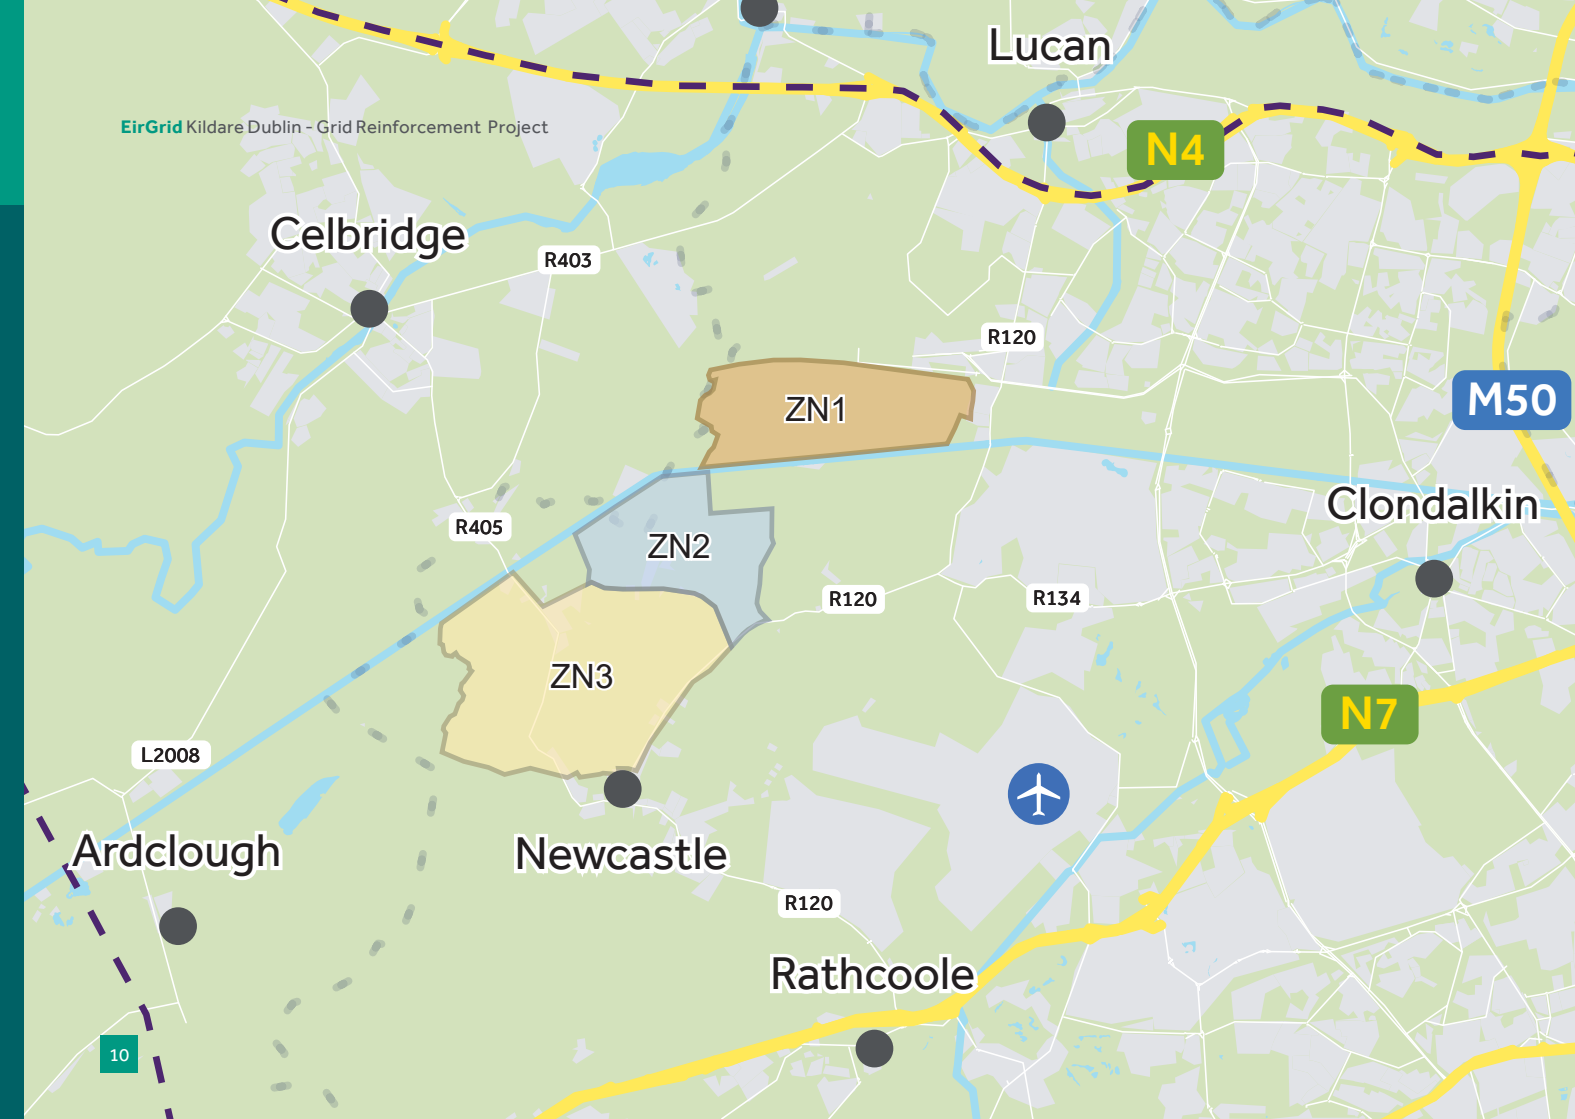 Lucan
EirGrid Kildare Dublin - Grid Reinforcement Project
N4
Celbridge
R403
R120
M50
ZN1
Clondalkin
R405
ZN2
R120
R134
ZN3
N7
L2008
Ardclough
Newcastle
R120
Rathcoole
10